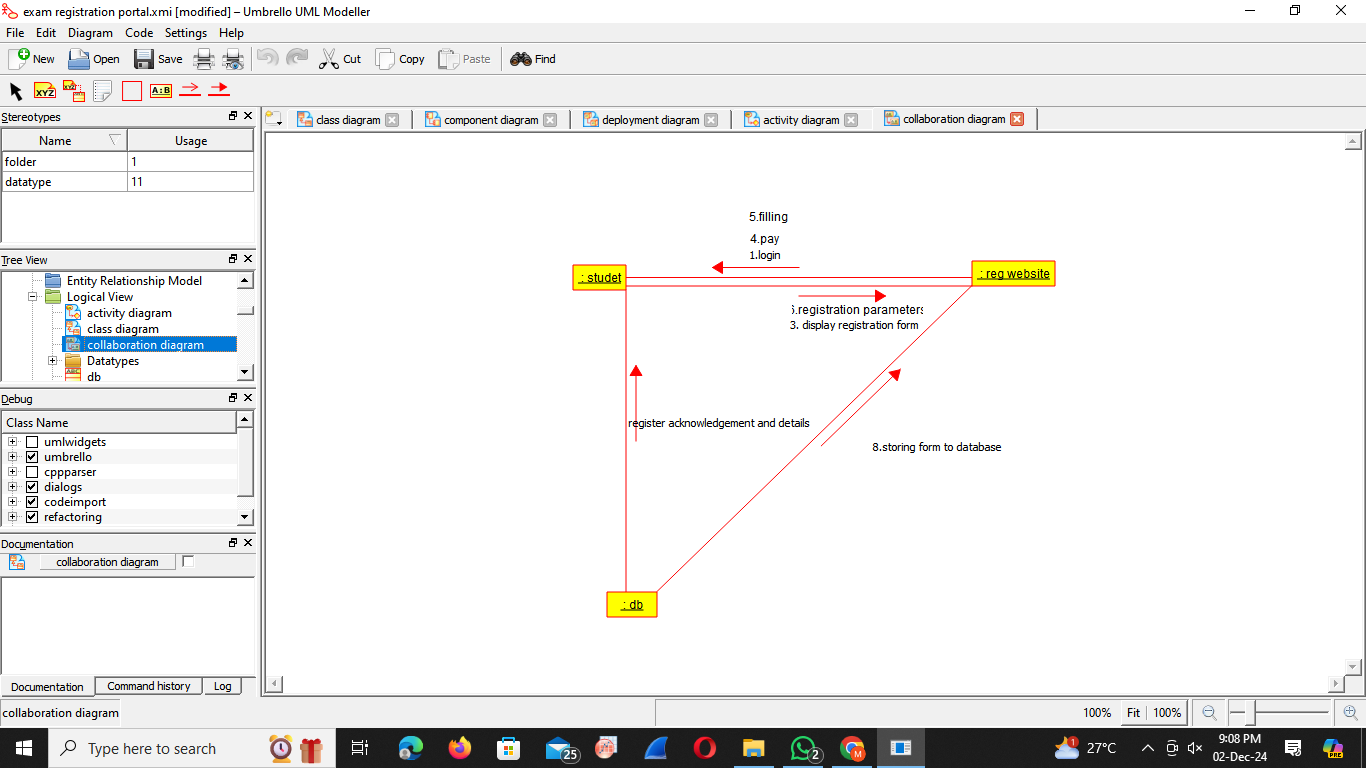 exam registration portal.xmi [modified] – Umbrello UML Modeller
File Edit Diagram Code Settings Help
New Open Save Cut Copy Paste Find
XYZ XYZ A:B
Stereotypes
Name Usage
folder 1
datatype 11
Tree View
Entity Relationship Model
Logical View
activity diagram
class diagram
collaboration diagram
Datatypes
db
Debug
Class Name
umlwidgets
umbrello
cppparser
dialogs
codeimport
refactoring
Documentation
collaboration diagram
Documentation Command history Log
class diagram component diagram deployment diagram activity diagram collaboration diagram
5.filling
4.pay
1.login
: studet
: reg website
.registration parameters
3. display registration form
register acknowledgement and details
8.storing form to database
: db
collaboration diagram 100% Fit 100%
Type here to search 25 2 M 27°C 9:08 PM
02-Dec-24
PRE